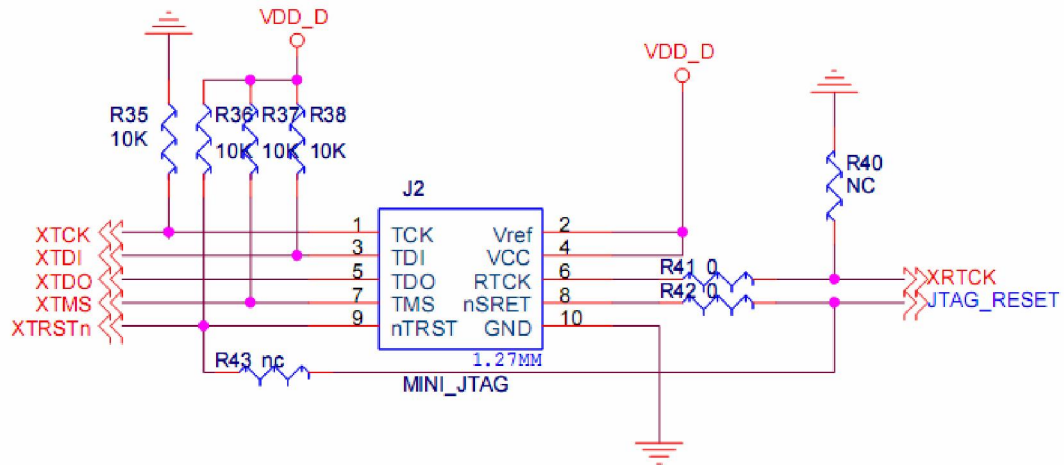 VDD_D
VDD_D
R35
10K
R36
10K
R37
10K
R38
10K
R40
NC
J2
XTCK
XTDI
XTDO
XTMS
XTRSTn
1
3
5
7
9
TCK
TDI
TDO
TMS
nTRST
Vref
VCC
RTCK
nSRET
GND
2
4
6
8
10
R41 0
R42 0
XRTCK
JTAG_RESET
R43 nc
1.27MM
MINI_JTAG